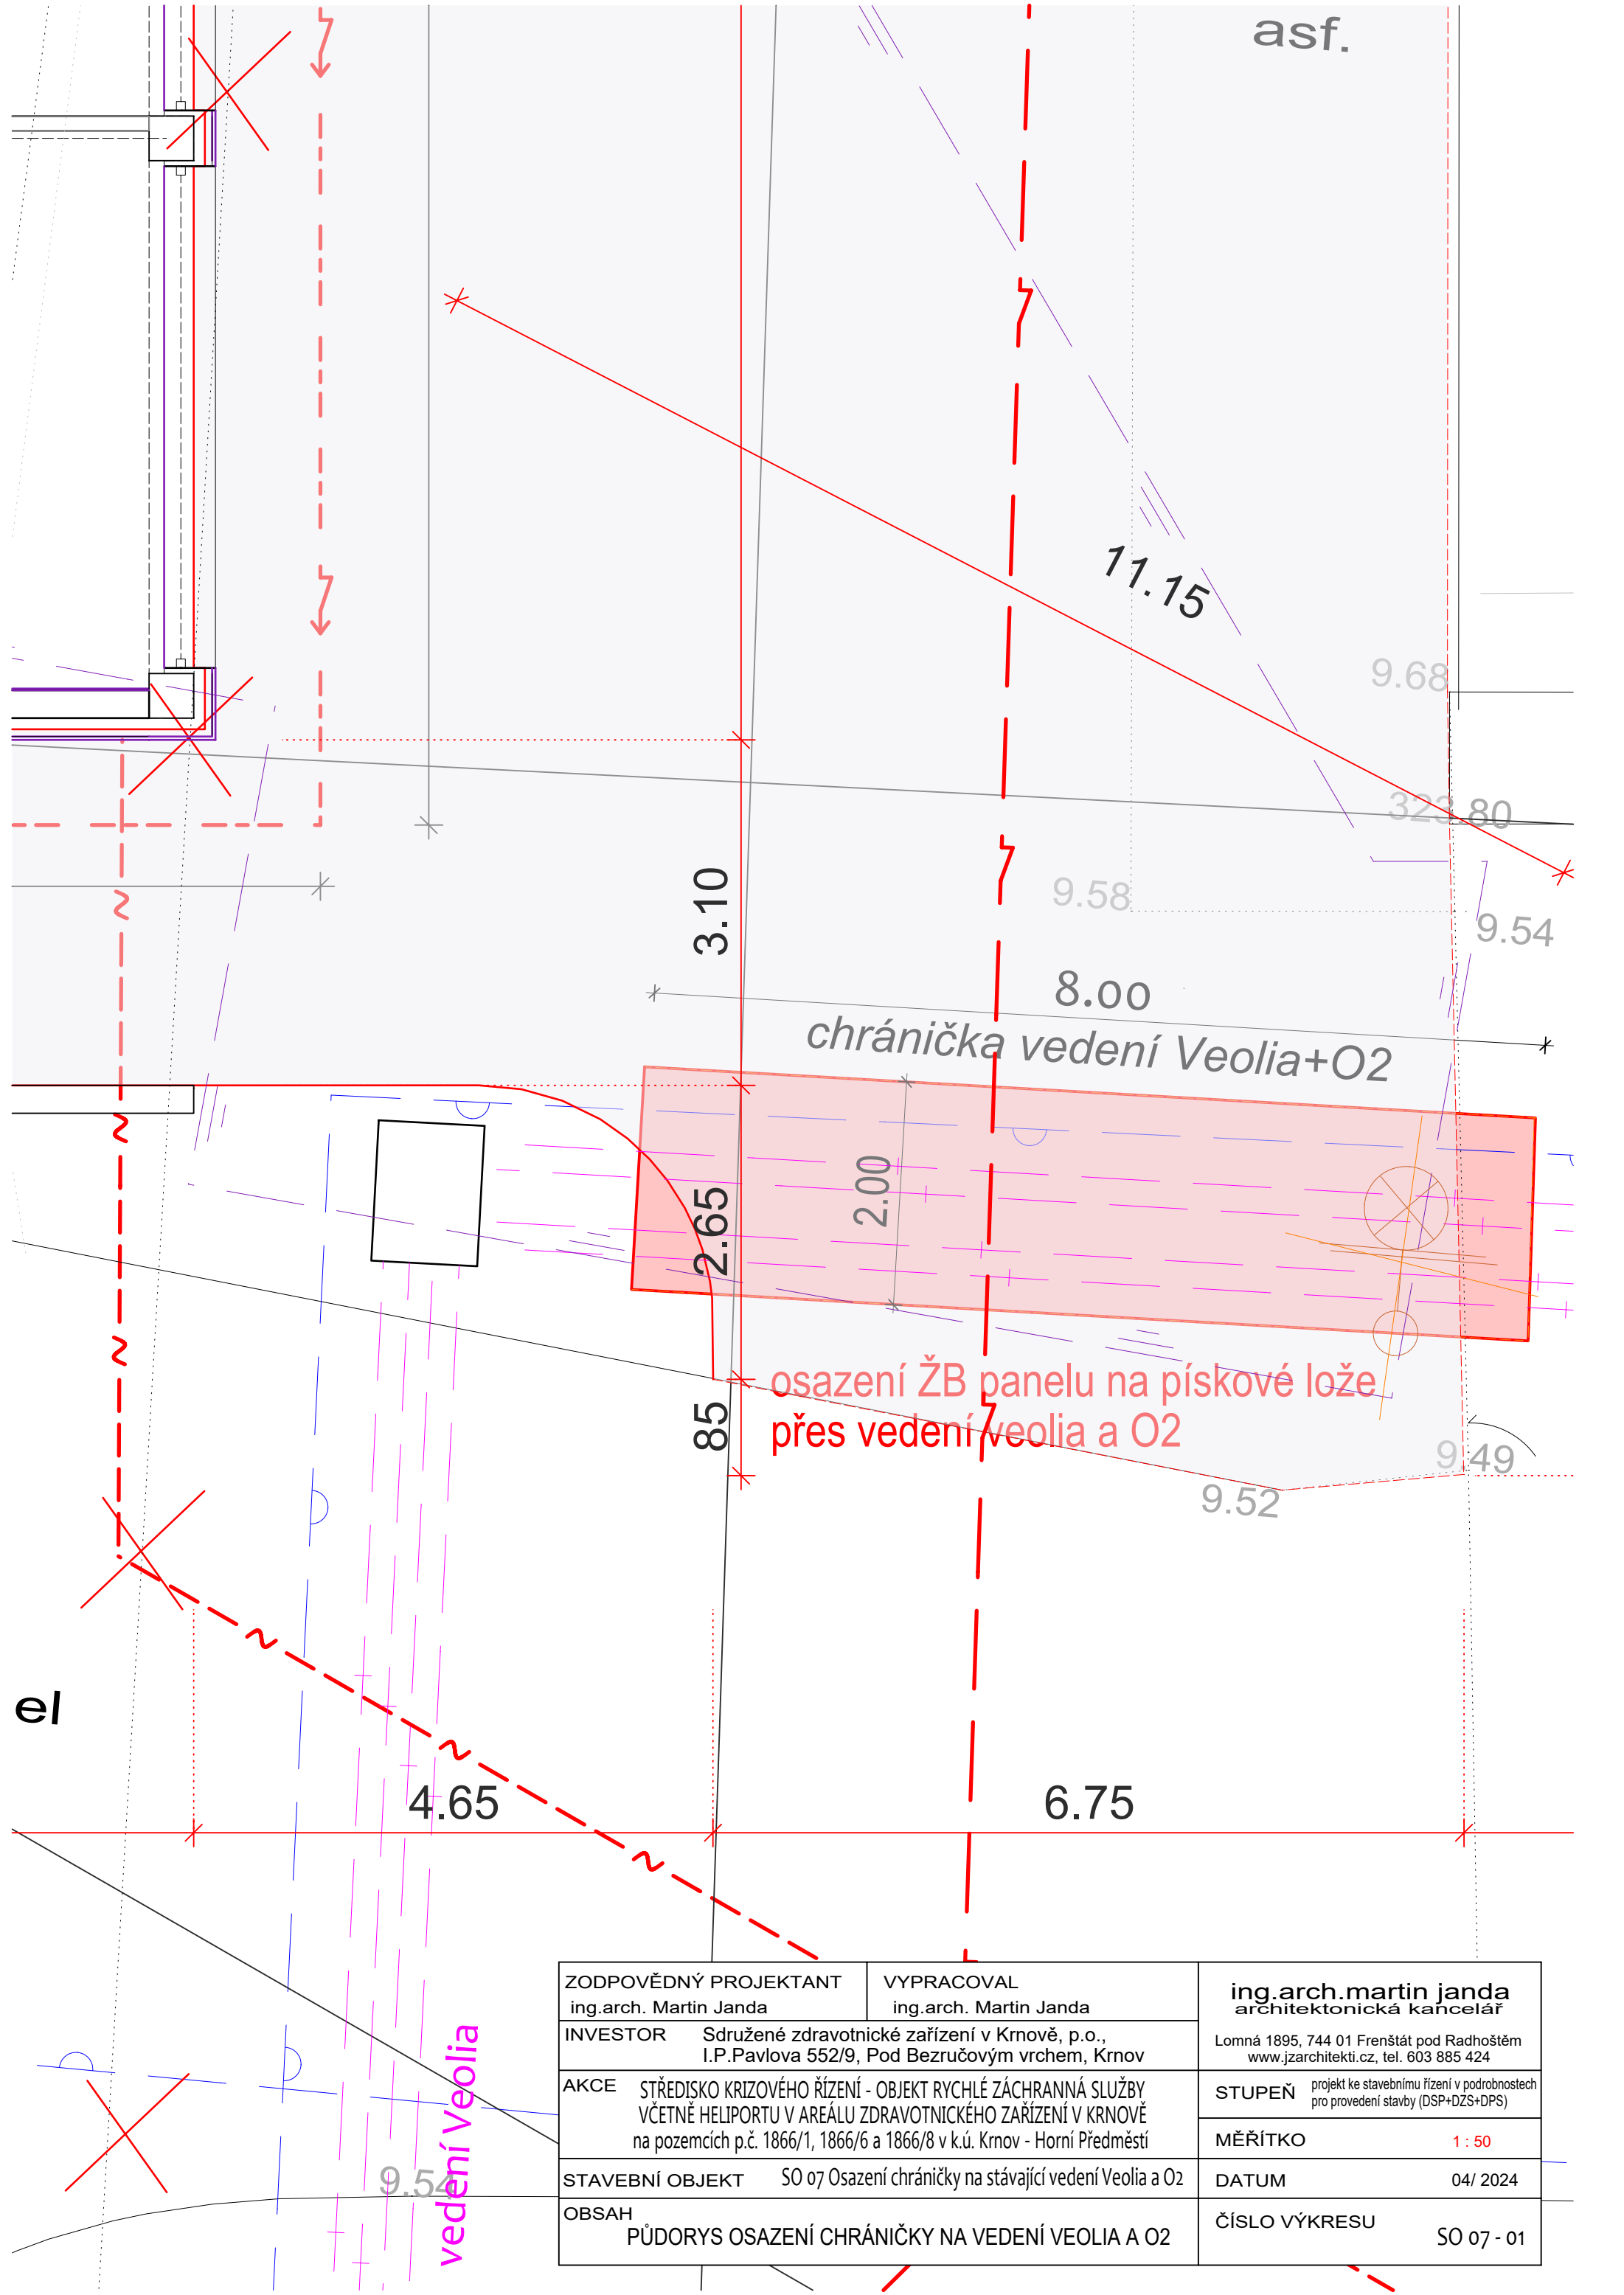 asf.
11.15
9.68
323.80
3.10
9.58
9.54
8.00
chránička vedení Veolia+O2
2.00
2.65
osazení ŽB panelu na pískové lože
přes vedení veolia a O2
85
9.49
9.52
el
4.65
6.75
vedení Veolia
9.54
ZODPOVĚDNÝ PROJEKTANT
ing.arch. Martin Janda
VYPRACOVAL
ing.arch. Martin Janda
ing.arch.martin janda
architektonická kancelář
Lomná 1895, 744 01 Frenštát pod Radhoštěm
www.jzarchitekti.cz, tel. 603 885 424
INVESTOR Sdružené zdravotnické zařízení v Krnově, p.o.,
I.P.Pavlova 552/9, Pod Bezručovým vrchem, Krnov
AKCE STŘEDISKO KRIZOVÉHO ŘÍZENÍ - OBJEKT RYCHLÉ ZÁCHRANNÁ SLUŽBY
VČETNĚ HELIPORTU V AREÁLU ZDRAVOTNICKÉHO ZAŘÍZENÍ V KRNOVĚ
na pozemcích p.č. 1866/1, 1866/6 a 1866/8 v k.ú. Krnov - Horní Předměstí
STUPEŇ projekt ke stavebnímu řízení v podrobnostech
pro provedení stavby (DSP+DZS+DPS)
MĚŘÍTKO 1 : 50
STAVEBNÍ OBJEKT SO 07 Osazení chráničky na stávající vedení Veolia a O2
DATUM 04/ 2024
OBSAH
PŮDORYS OSAZENÍ CHRÁNIČKY NA VEDENÍ VEOLIA A O2
ČÍSLO VÝKRESU SO 07 - 01